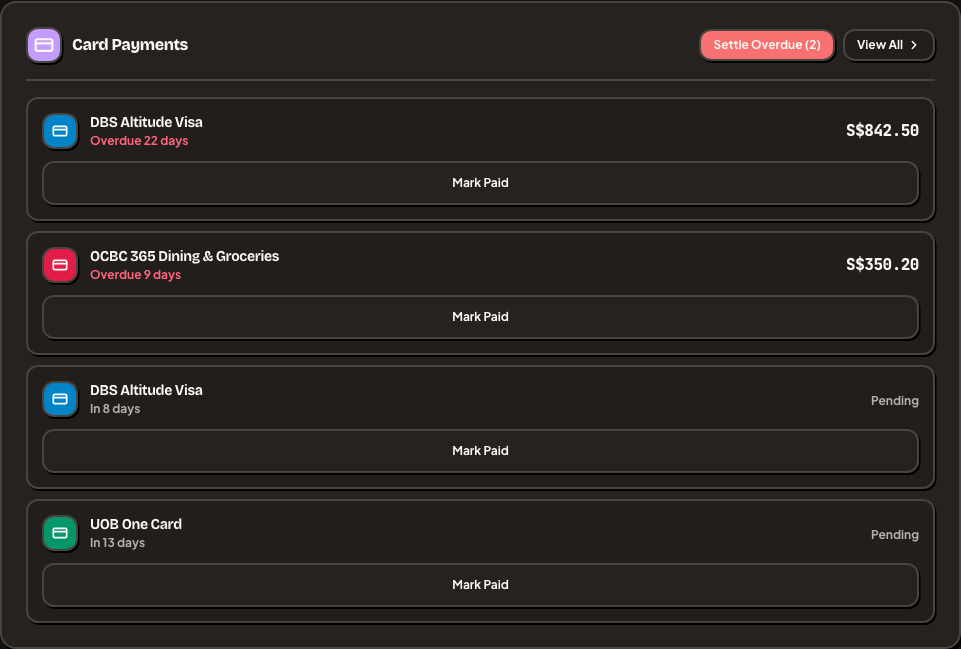 Card Payments
Settle Overdue (2)
View All
DBS Altitude Visa
Overdue 22 days
S$842.50
Mark Paid
OCBC 365 Dining & Groceries
Overdue 9 days
S$350.20
Mark Paid
DBS Altitude Visa
In 8 days
Pending
Mark Paid
UOB One Card
In 13 days
Pending
Mark Paid